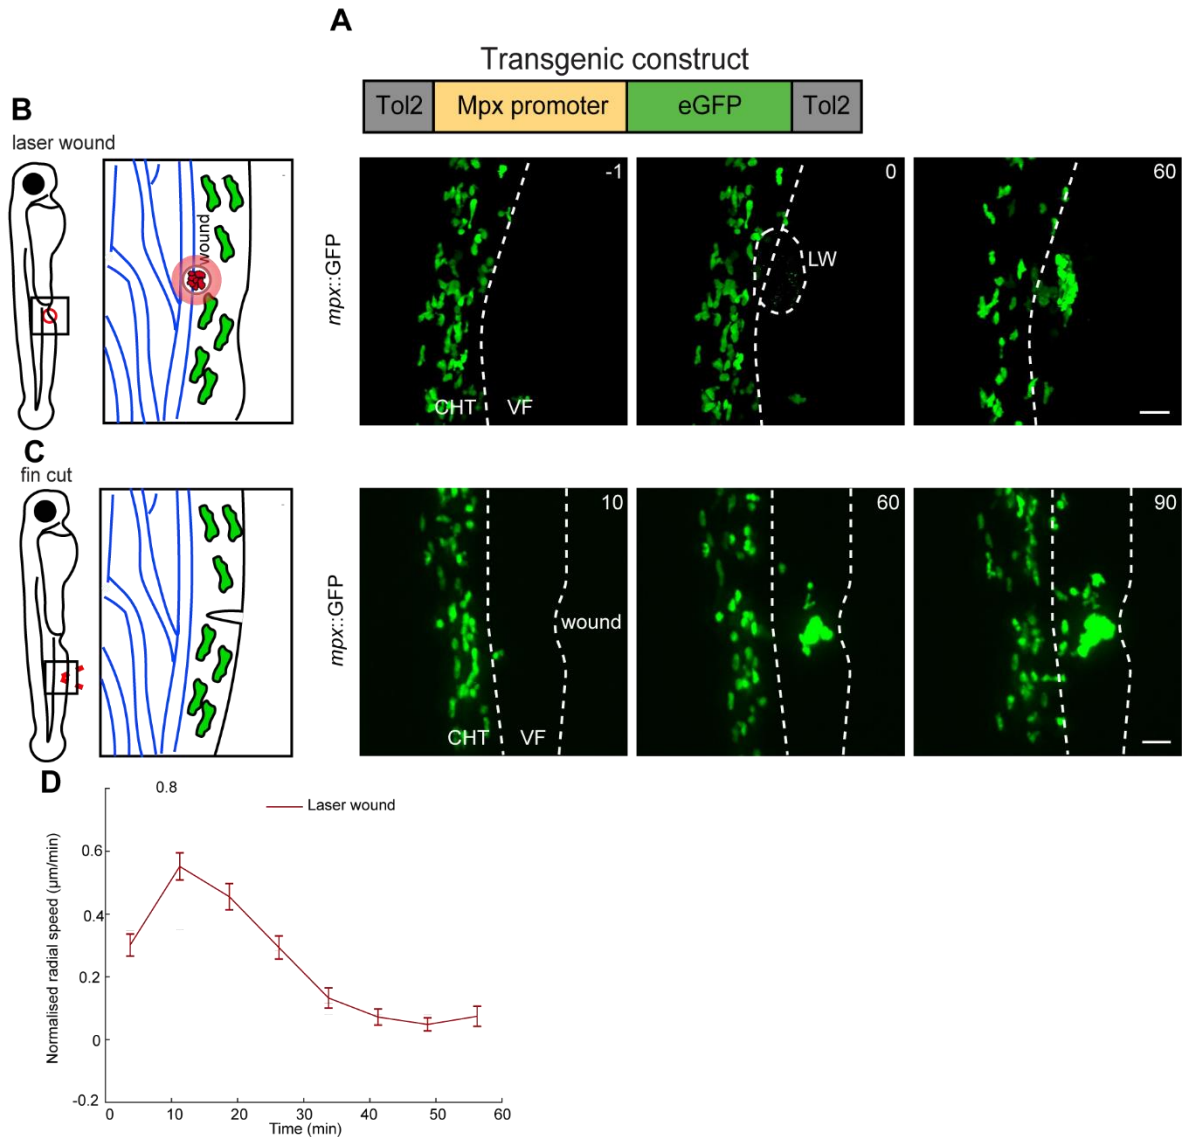 A
Transgenic construct
Tol2 Mpx promoter eGFP Tol2
B
laser wound
wound
mpx::GFP
-1
CHT VF
0
LW
60
C
fin cut
mpx::GFP
10
wound
CHT VF
60
90
D
0.8
Laser wound
0.6
0.4
0.2
0
-0.2
Normalised radial speed (µm/min)
0 10 20 30 40 50 60
Time (min)